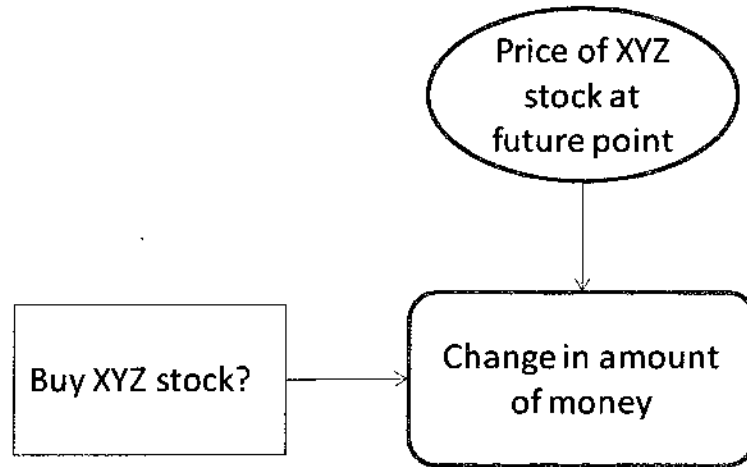 Price of XYZ
stock at
future point
Buy XYZ stock?
Change in amount
of money